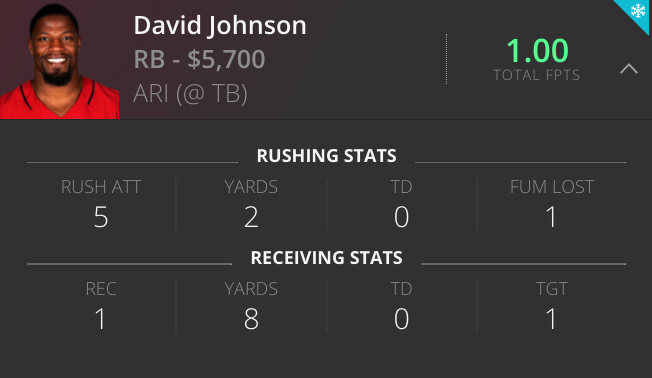 David Johnson
RB - $5,700
ARI (@ TB)
1.00
TOTAL FPTS
RUSHING STATS
RUSH ATT YARDS TD FUM LOST
5 2 0 1
RECEIVING STATS
REC YARDS TD TGT
1 8 0 1